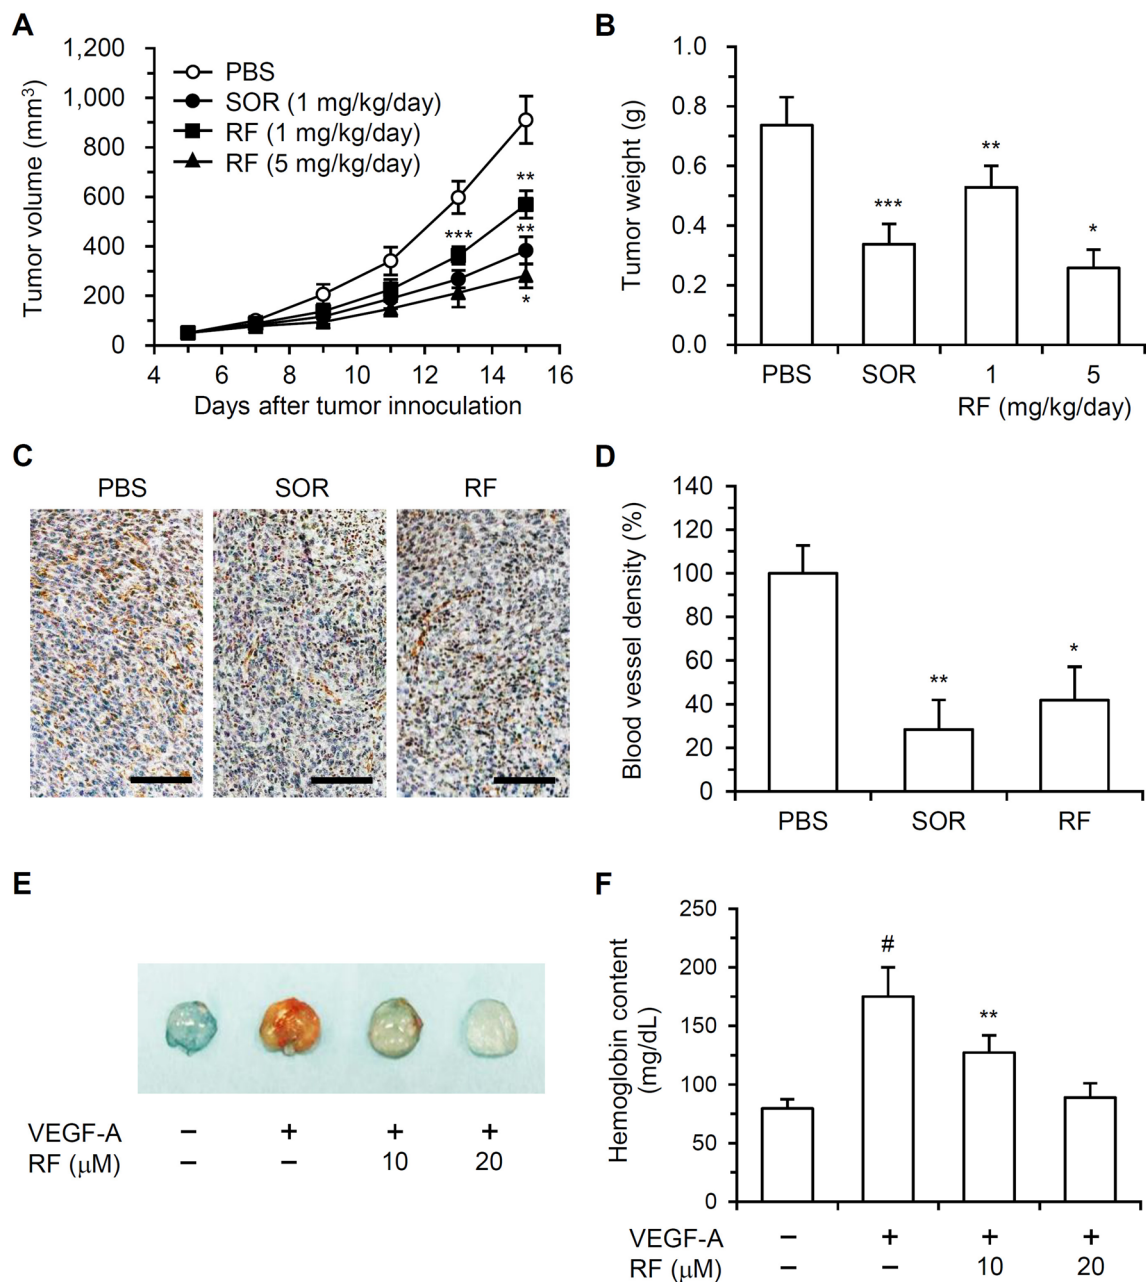 A
Tumor volume (mm³)
1,200
1,000
800
600
400
200
0
PBS
SOR (1 mg/kg/day)
RF (1 mg/kg/day)
RF (5 mg/kg/day)
**
***
**
*
4 6 8 10 12 14 16
Days after tumor innoculation
B
Tumor weight (g)
1.0
0.8
0.6
0.4
0.2
0.0
***
**
*
PBS SOR 1 5
RF (mg/kg/day)
C
PBS SOR RF
D
Blood vessel density (%)
140
120
100
80
60
40
20
0
**
*
PBS SOR RF
E
VEGF-A – + + +
RF (μM) – – 10 20
F
Hemoglobin content
(mg/dL)
250
200
150
100
50
0
#
**
VEGF-A – + + +
RF (μM) – – 10 20